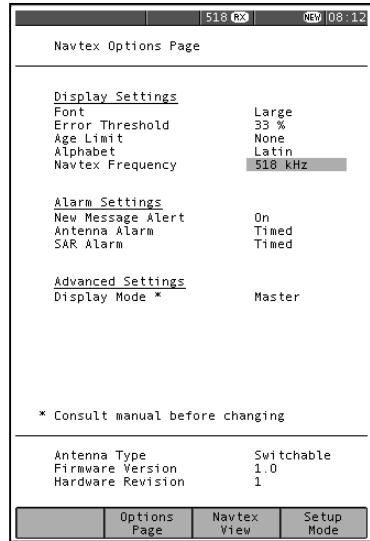 518 RX NEW 08:12
Navtex Options Page
Display Settings
Font Large
Error Threshold 33 %
Age Limit None
Alphabet Latin
Navtex Frequency 518 kHz
Alarm Settings
New Message Alert On
Antenna Alarm Timed
SAR Alarm Timed
Advanced Settings
Display Mode * Master
* Consult manual before changing
Antenna Type Switchable
Firmware Version 1.0
Hardware Revision 1
Options Page Navtex View Setup Mode